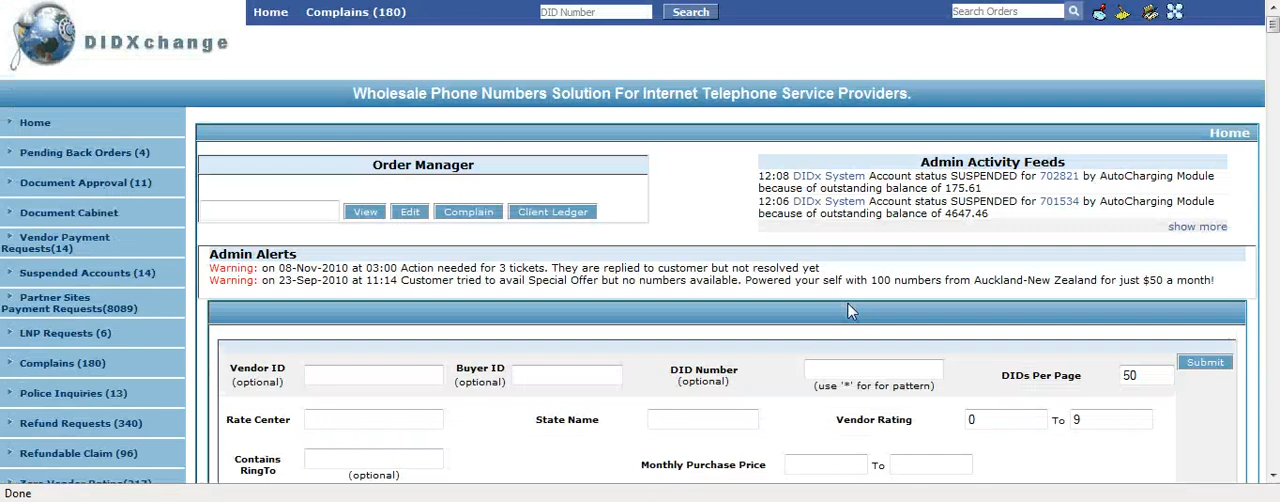 Home Complains (180) DID Number Search Search Orders
DIDXchange
Wholesale Phone Numbers Solution For Internet Telephone Service Providers.
Home
Pending Back Orders (4)
Document Approval (11)
Document Cabinet
Vendor Payment
Requests(14)
Suspended Accounts (14)
Partner Sites
Payment Requests(8089)
LNP Requests (6)
Complains (180)
Police Inquiries (13)
Refund Requests (340)
Refundable Claim (96)
Home
Order Manager
View Edit Complain Client Ledger
Admin Activity Feeds
12:08 DIDx System Account status SUSPENDED for 702821 by AutoCharging Module
because of outstanding balance of 175.61
12:06 DIDx System Account status SUSPENDED for 701534 by AutoCharging Module
because of outstanding balance of 4647.46
show more
Admin Alerts
Warning: on 08-Nov-2010 at 03:00 Action needed for 3 tickets. They are replied to customer but not resolved yet
Warning: on 23-Sep-2010 at 11:14 Customer tried to avail Special Offer but no numbers available. Powered your self with 100 numbers from Auckland-New Zealand for just $50 a month!
Vendor ID
(optional)
Buyer ID
(optional)
DID Number
(optional)
(use '*' for for pattern)
DIDs Per Page 50
Submit
Rate Center State Name Vendor Rating 0 To 9
Contains
RingTo
(optional)
Monthly Purchase Price To
Done